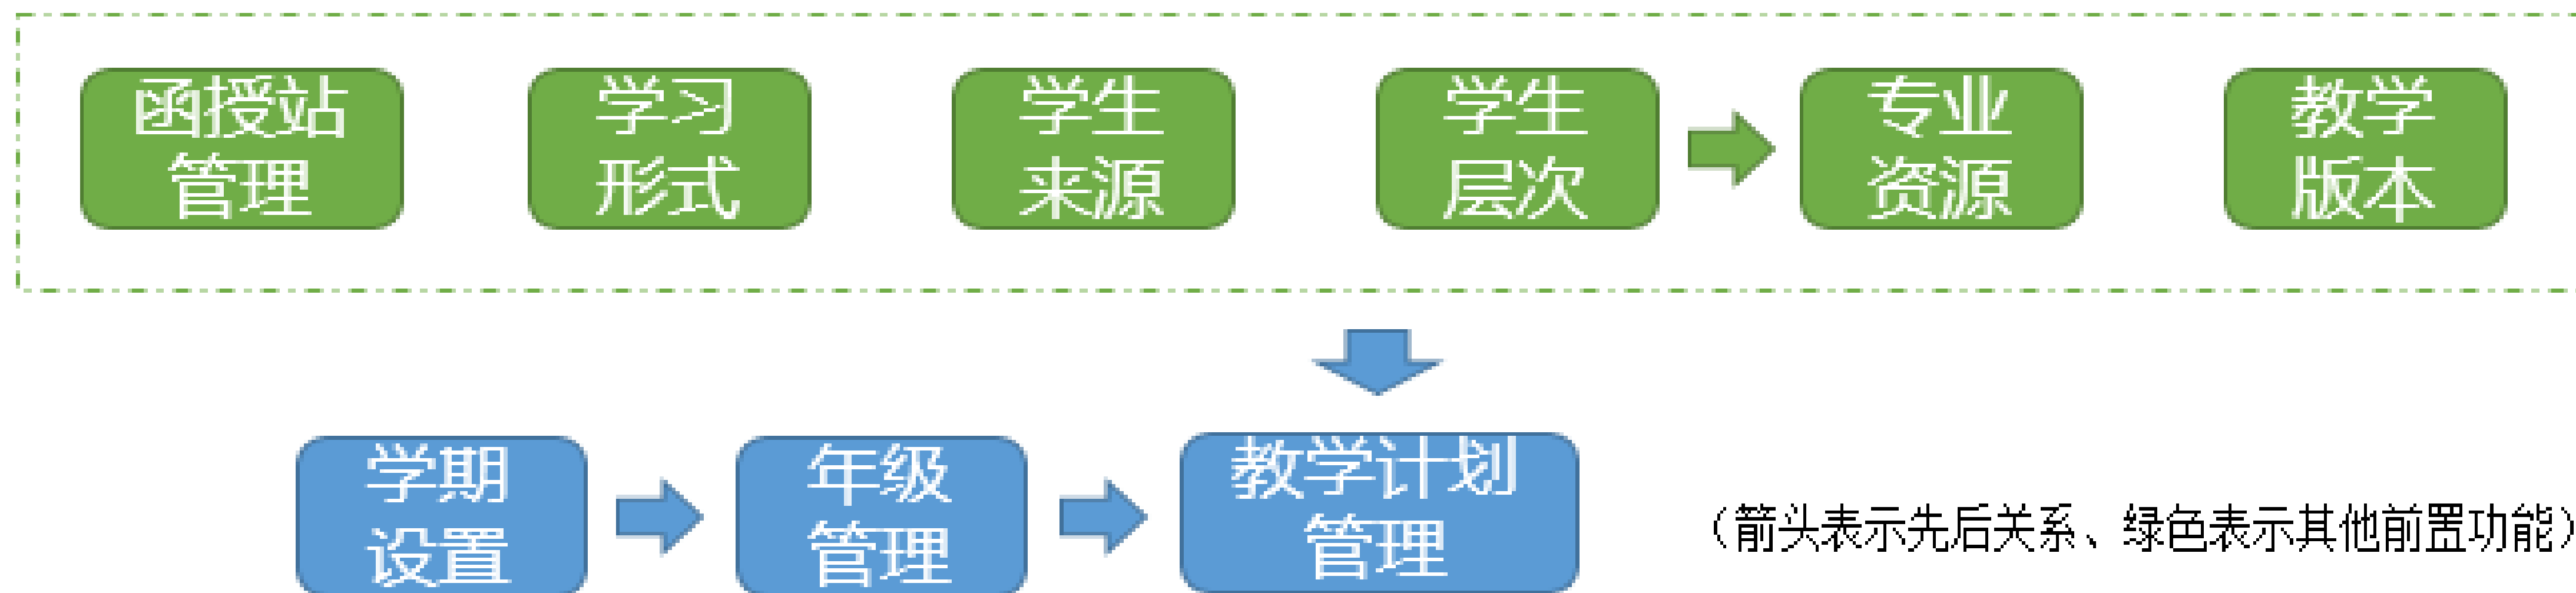 函授站
管理
学习
形式
学生
来源
学生
层次
专业
资源
教学
版本
学期
设置
年级
管理
教学计划
管理
（箭头表示先后关系、绿色表示其他前置功能）